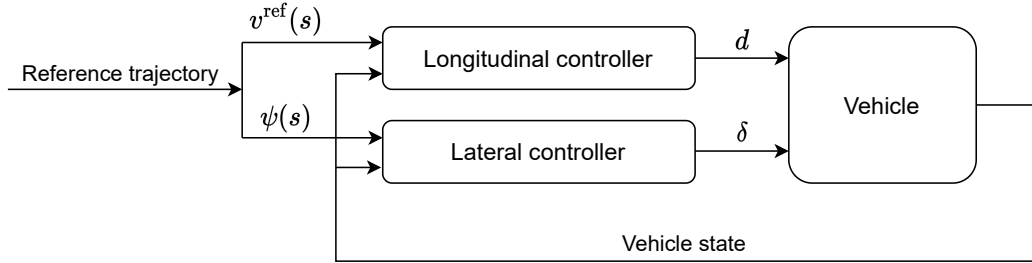 v^ref(s)
Reference trajectory
ψ(s)
Longitudinal controller
Lateral controller
d
δ
Vehicle
Vehicle state